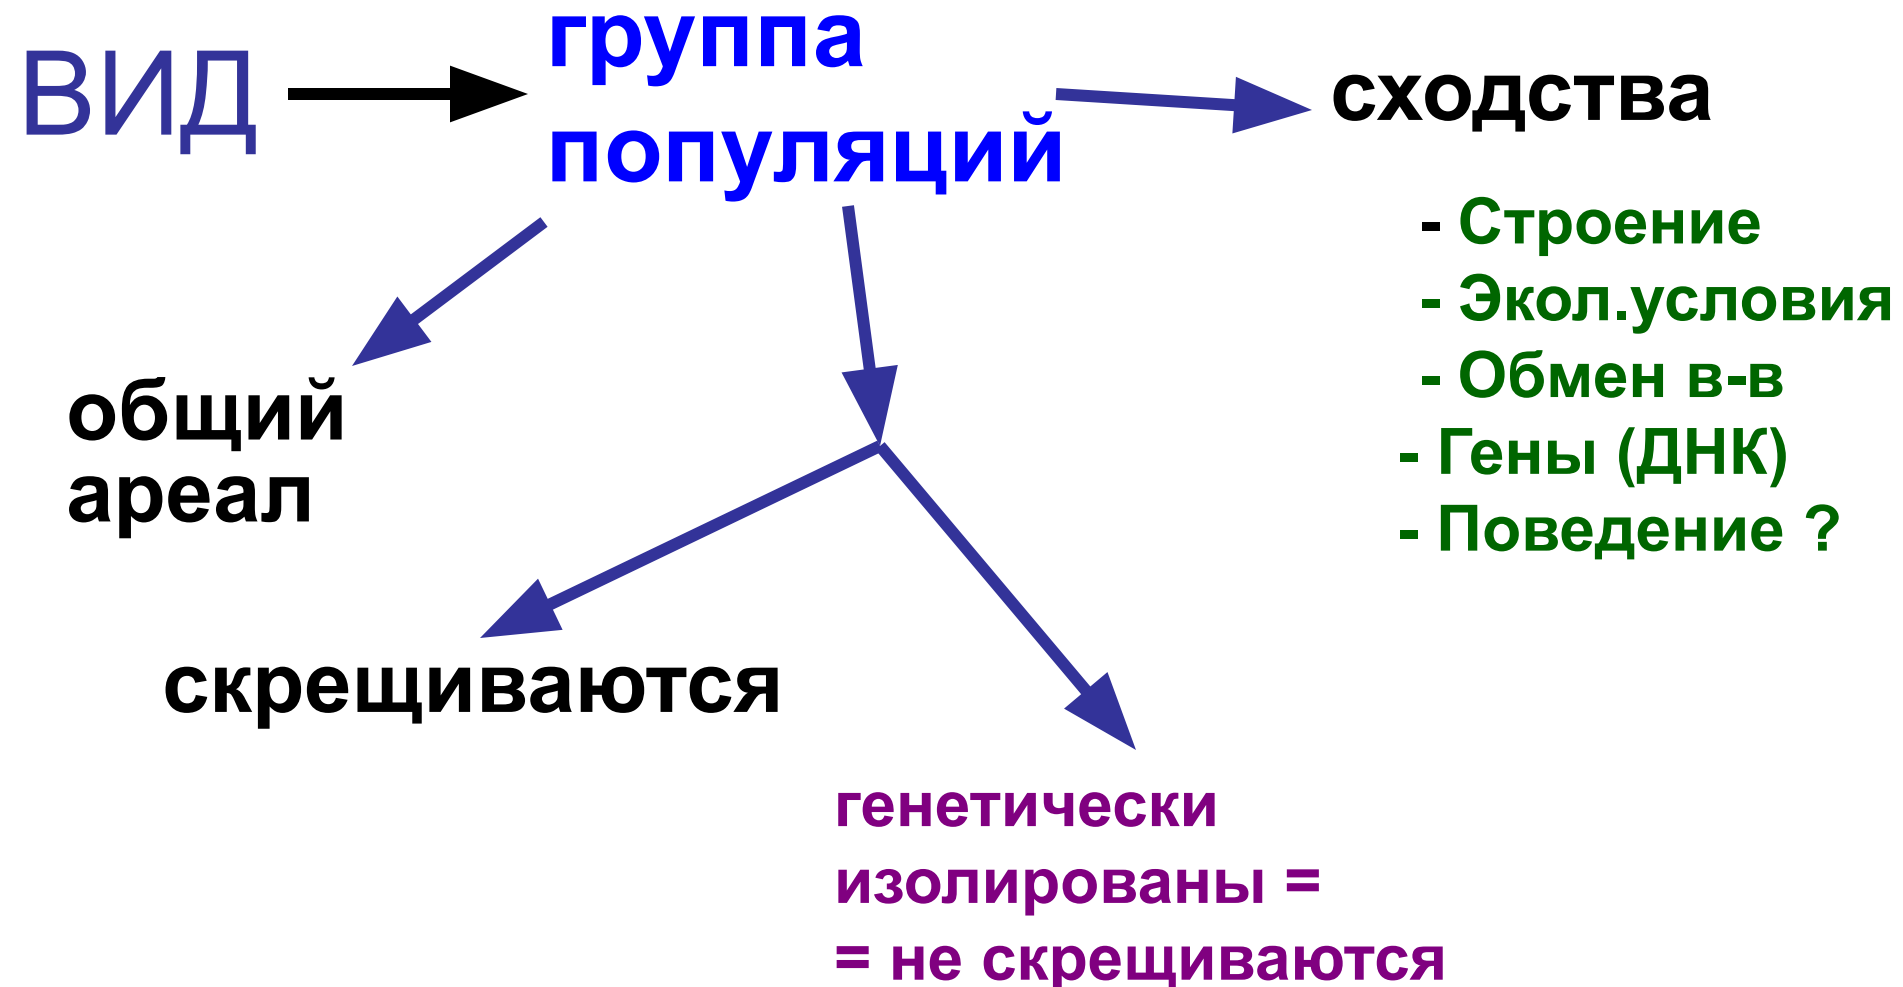 ВИД
группа
популяций
сходства
- Строение
- Экол.условия
- Обмен в-в
- Гены (ДНК)
- Поведение ?
общий
ареал
скрещиваются
генетически
изолированы =
= не скрещиваются